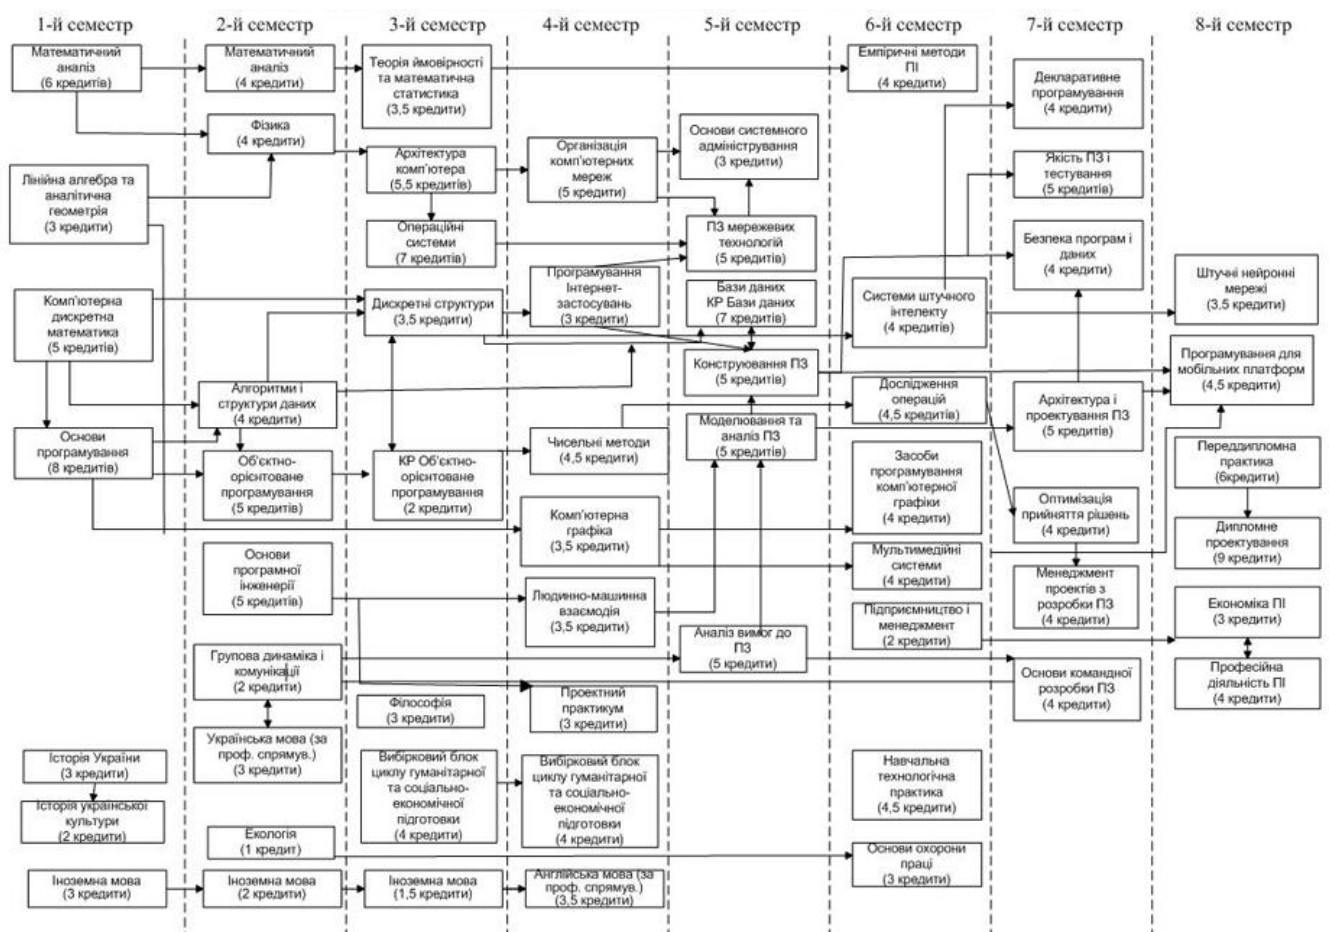 1-й семестр
2-й семестр
3-й семестр
4-й семестр
5-й семестр
6-й семестр
7-й семестр
8-й семестр
Математичний
аналіз
(6 кредитів)
Лінійна алгебра та
аналітична
геометрія
(3 кредити)
Комп'ютерна
дискретна
математика
(5 кредитів)
Основи
програмування
(8 кредитів)
Історія України
(3 кредити)
Історія української
культури
(2 кредити)
Іноземна мова
(3 кредити)
Математичний
аналіз
(4 кредити)
Фізика
(4 кредити)
Алгоритми і
структури даних
(4 кредити)
Об'єктно-
орієнтоване
програмування
(5 кредитів)
Основи
програмної
інженерії
(5 кредитів)
Групова динаміка і
комунікації
(2 кредити)
Українська мова (за
проф. спрямув.)
(3 кредити)
Екологія
(1 кредит)
Іноземна мова
(2 кредити)
Теорія ймовірності
та математична
статистика
(3,5 кредити)
Архітектура
комп'ютера
(5,5 кредитів)
Операційні
системи
(7 кредитів)
Дискретні структури
(3,5 кредити)
КР Об'єктно-
орієнтоване
програмування
(2 кредити)
Філософія
(3 кредити)
Вибірковий блок
циклу гуманітарної
та соціально-
економічної
підготовки
(4 кредити)
Іноземна мова
(1,5 кредити)
Організація
комп'ютерних
мереж
(5 кредити)
Програмування
Інтернет-
застосувань
(3 кредити)
Чисельні методи
(4,5 кредити)
Комп'ютерна
графіка
(3,5 кредити)
Людинно-машинна
взаємодія
(3,5 кредити)
Проектний
практикум
(3 кредити)
Вибірковий блок
циклу гуманітарної
та соціально-
економічної
підготовки
(4 кредити)
Англійська мова (за
проф. спрямув.)
(3,5 кредити)
Основи системного
адміністрування
(3 кредити)
ПЗ мережевих
технологій
(5 кредитів)
Бази даних
КР Бази даних
(7 кредити)
Конструювання ПЗ
(5 кредити)
Моделювання та
аналіз ПЗ
(5 кредити)
Аналіз вимог до
ПЗ
(5 кредити)
Емпіричні методи
ПІ
(4 кредити)
Системи штучного
інтелекту
(4 кредитів)
Дослідження
операцій
(4,5 кредитів)
Засоби
програмування
комп'ютерної
графіки
(4 кредити)
Мультимедійні
системи
(4 кредити)
Підприємництво і
менеджмент
(2 кредити)
Навчальна
технологічна
практика
(4,5 кредити)
Основи охорони
праці
(3 кредити)
Декларативне
програмування
(4 кредити)
Якість ПЗ і
тестування
(5 кредитів)
Безпека програм і
даних
(4 кредити)
Архітектура і
проектування ПЗ
(5 кредитів)
Оптимізація
прийняття рішень
(4 кредити)
Менеджмент
проектів з
розробки ПЗ
(4 кредити)
Основи командної
розробки ПЗ
(4 кредити)
Штучні нейронні
мережі
(3,5 кредити)
Програмування для
мобільних платформ
(4,5 кредити)
Переддипломна
практика
(6кредити)
Дипломне
проектування
(9 кредити)
Економіка ПІ
(3 кредити)
Професійна
діяльність ПІ
(4 кредити)